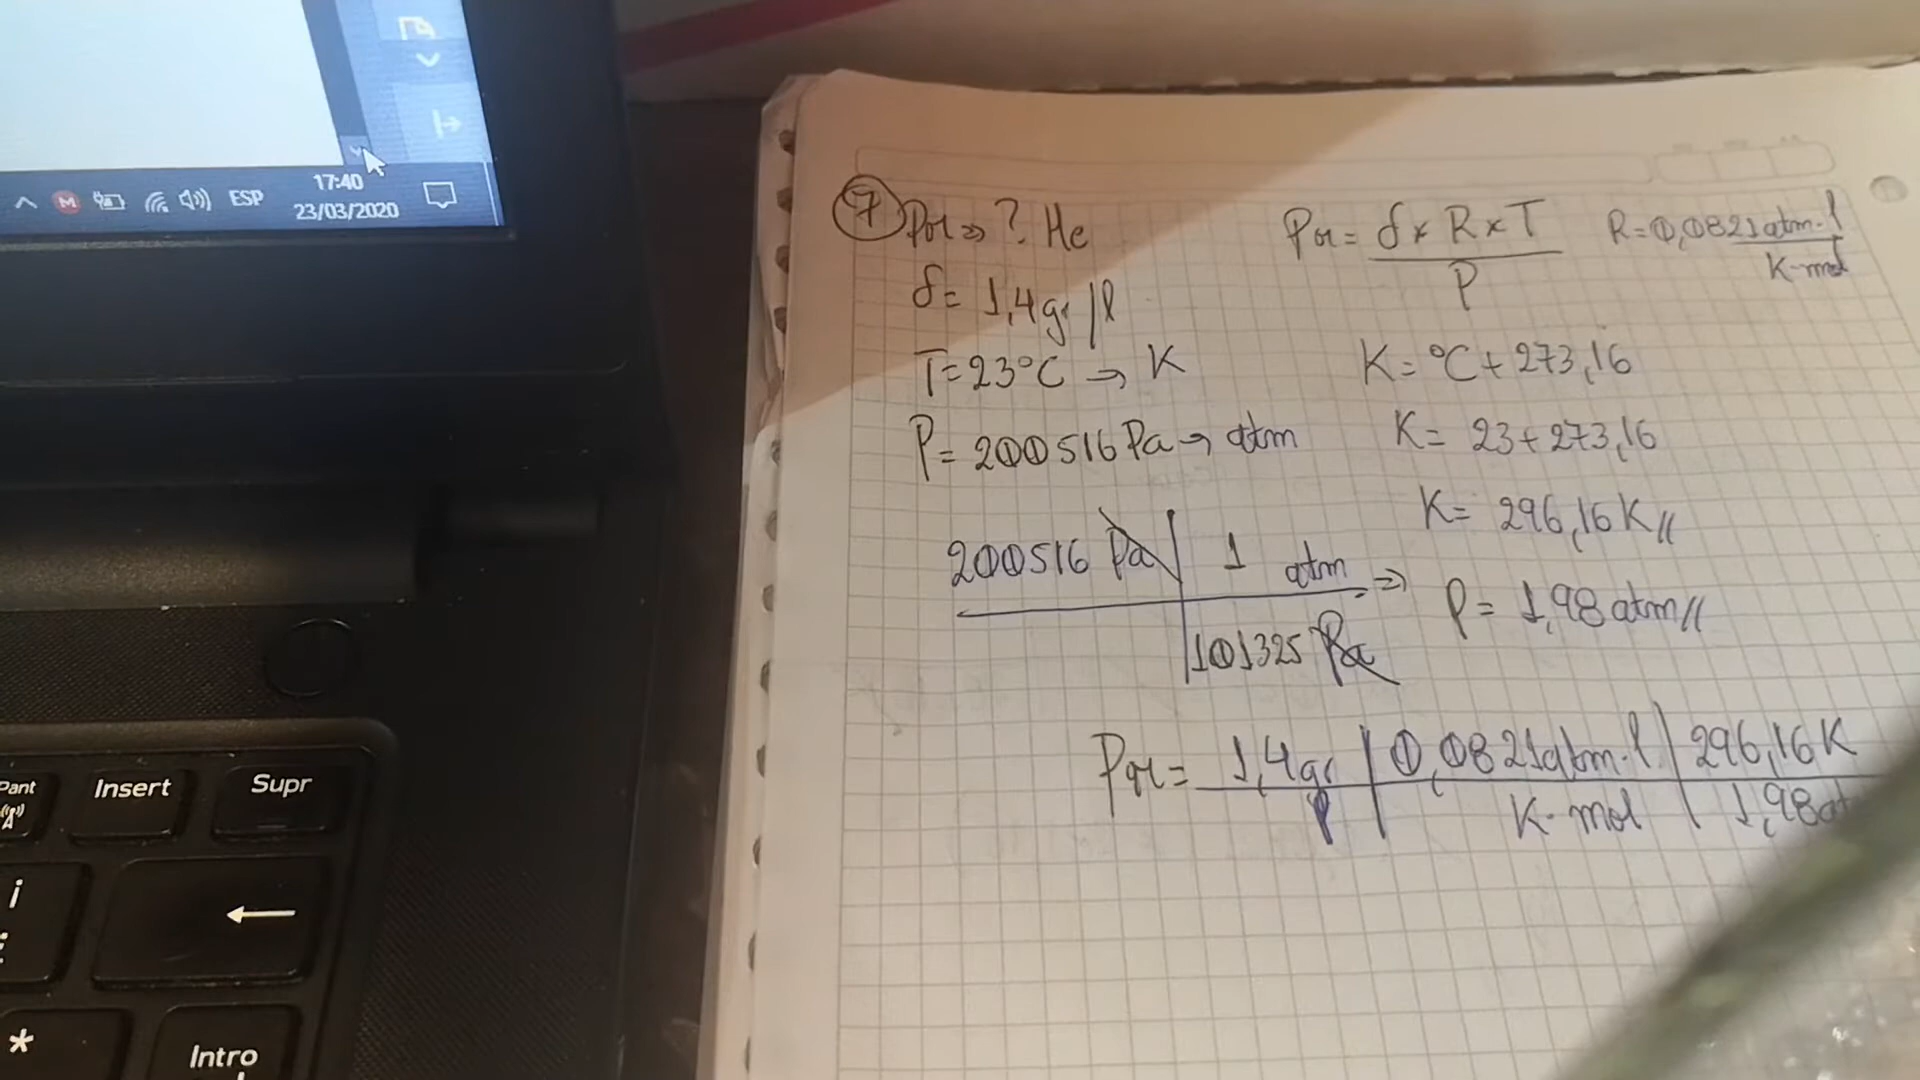 ESP
17:40
23/03/2020
Pant
Insert
Supr
Intro
*
7 PM => ? He
δ = 1,4 gr/l
T = 23°C → K
P = 200516 Pa → atm
PM = δ × R × T
P
R = 0,0821 atm·l
K·mol
K = °C + 273,16
K = 23 + 273,16
K = 296,16 K //
200516 Pa | 1 atm =>
101325 Pa
P = 1,98 atm //
PM = 1,4 gr | 0,0821 atm·l | 296,16 K
l | K·mol | 1,98